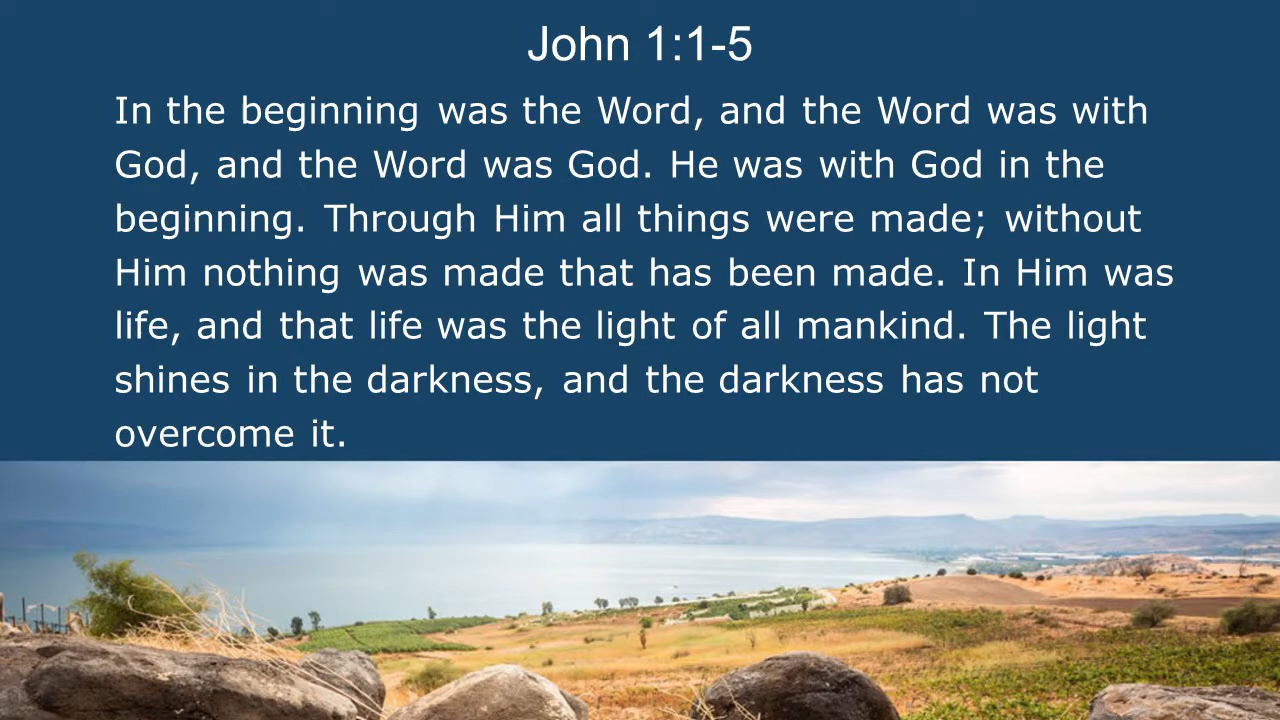 John 1:1-5
In the beginning was the Word, and the Word was with
God, and the Word was God. He was with God in the
beginning. Through Him all things were made; without
Him nothing was made that has been made. In Him was
life, and that life was the light of all mankind. The light
shines in the darkness, and the darkness has not
overcome it.